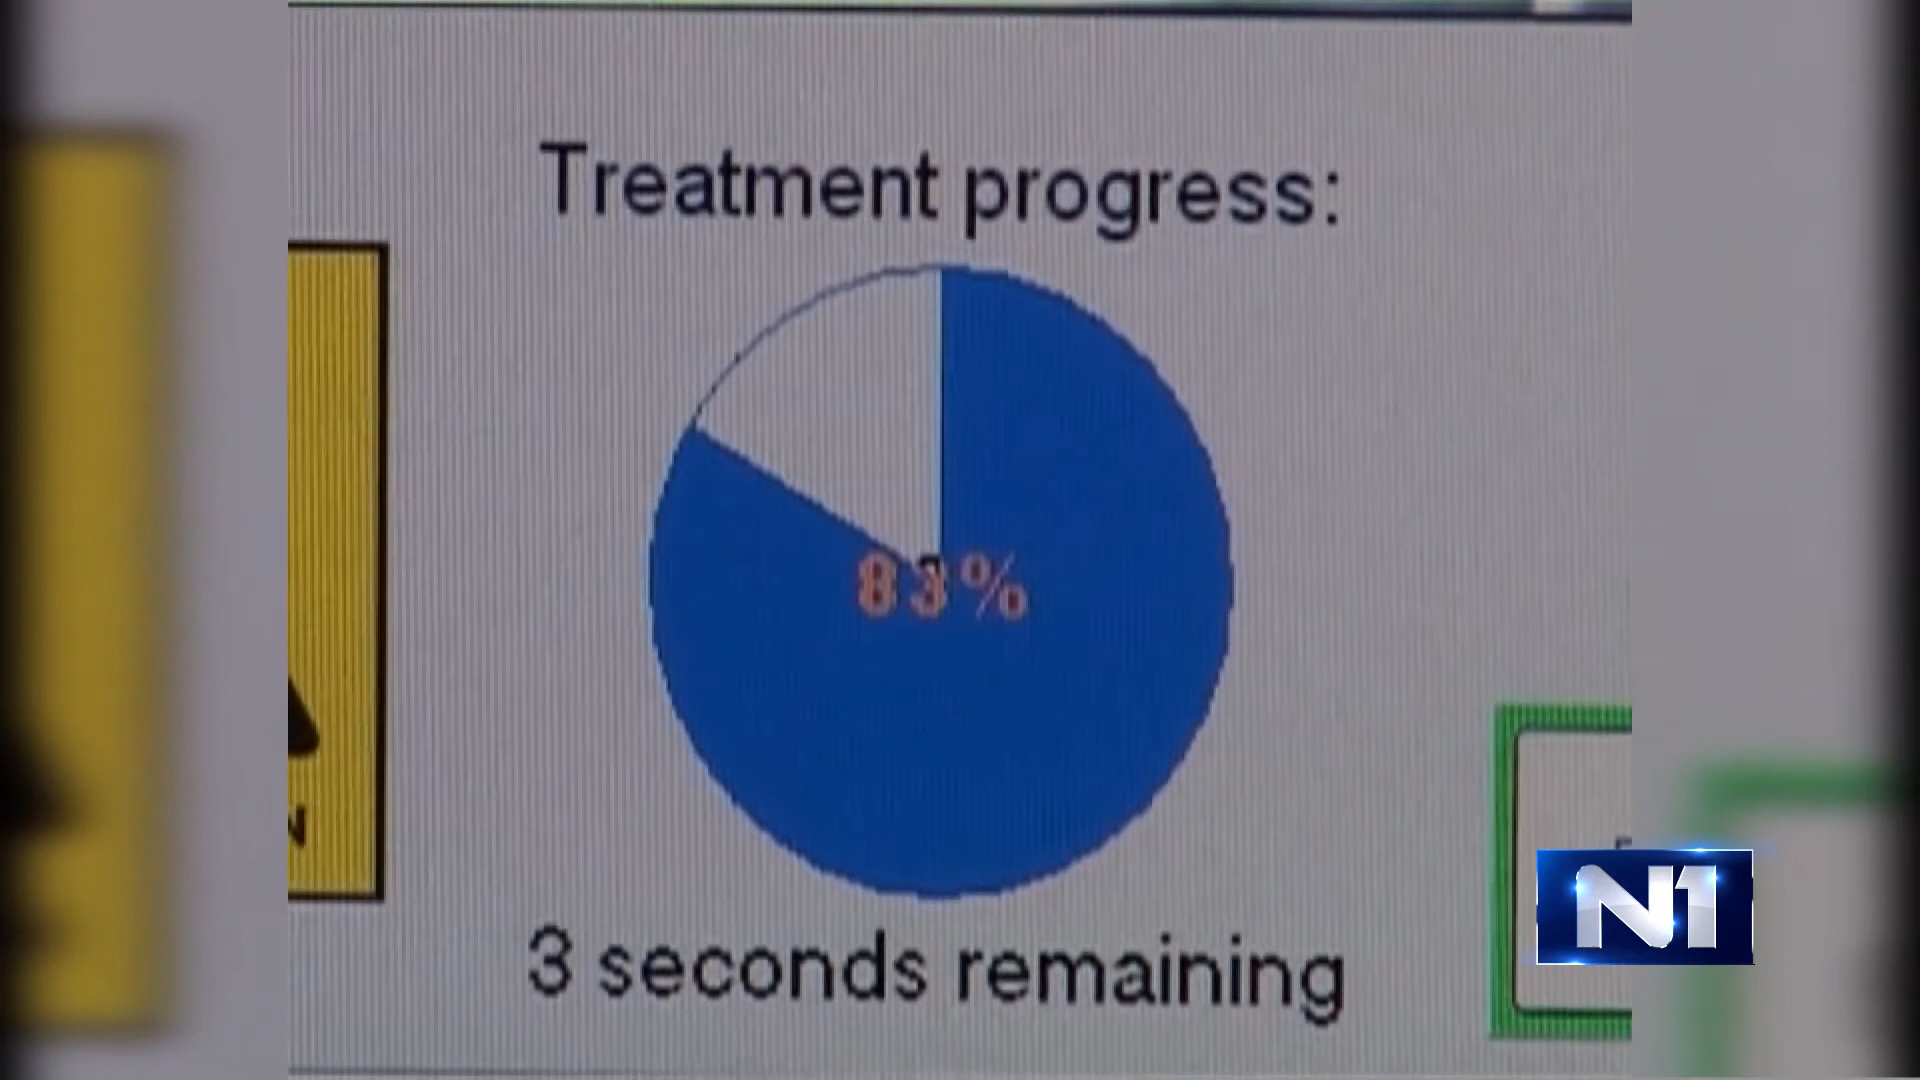 Treatment progress:
83%
3 seconds remaining
N1